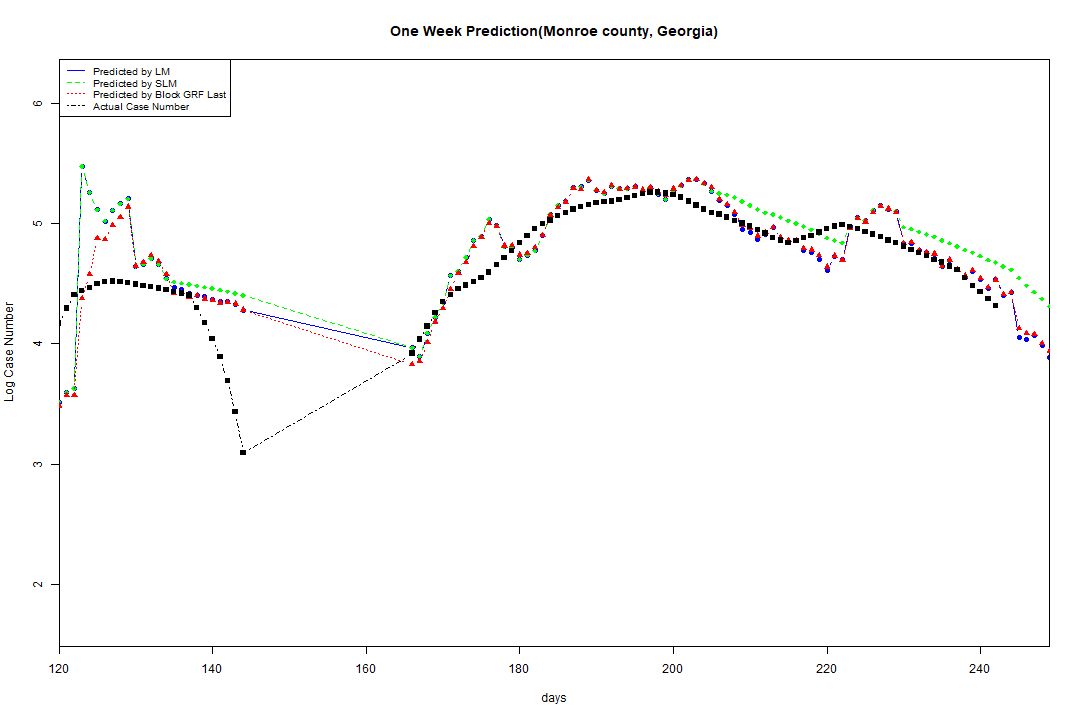 One Week Prediction(Monroe county, Georgia)
Predicted by LM
Predicted by SLM
Predicted by Block GRF Last
Actual Case Number
6
5
4
3
2
Log Case Number
120 140 160 180 200 220 240
days